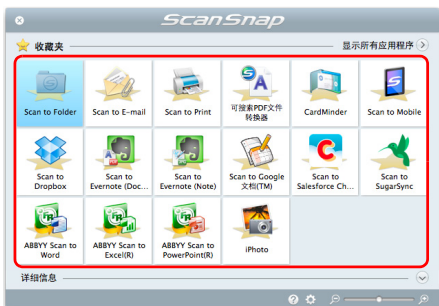 ScanSnap
收藏夹
显示所有应用程序
Scan to Folder
Scan to E-mail
Scan to Print
可搜索PDF文件
转换器
CardMinder
Scan to Mobile
Scan to
Dropbox
Scan to
Evernote (Doc...
Scan to
Evernote (Note)
Scan to Google
文档(TM)
Scan to
Salesforce Ch...
Scan to
SugarSync
ABBYY Scan to
Word
ABBYY Scan to
Excel(R)
ABBYY Scan to
PowerPoint(R)
iPhoto
详细信息